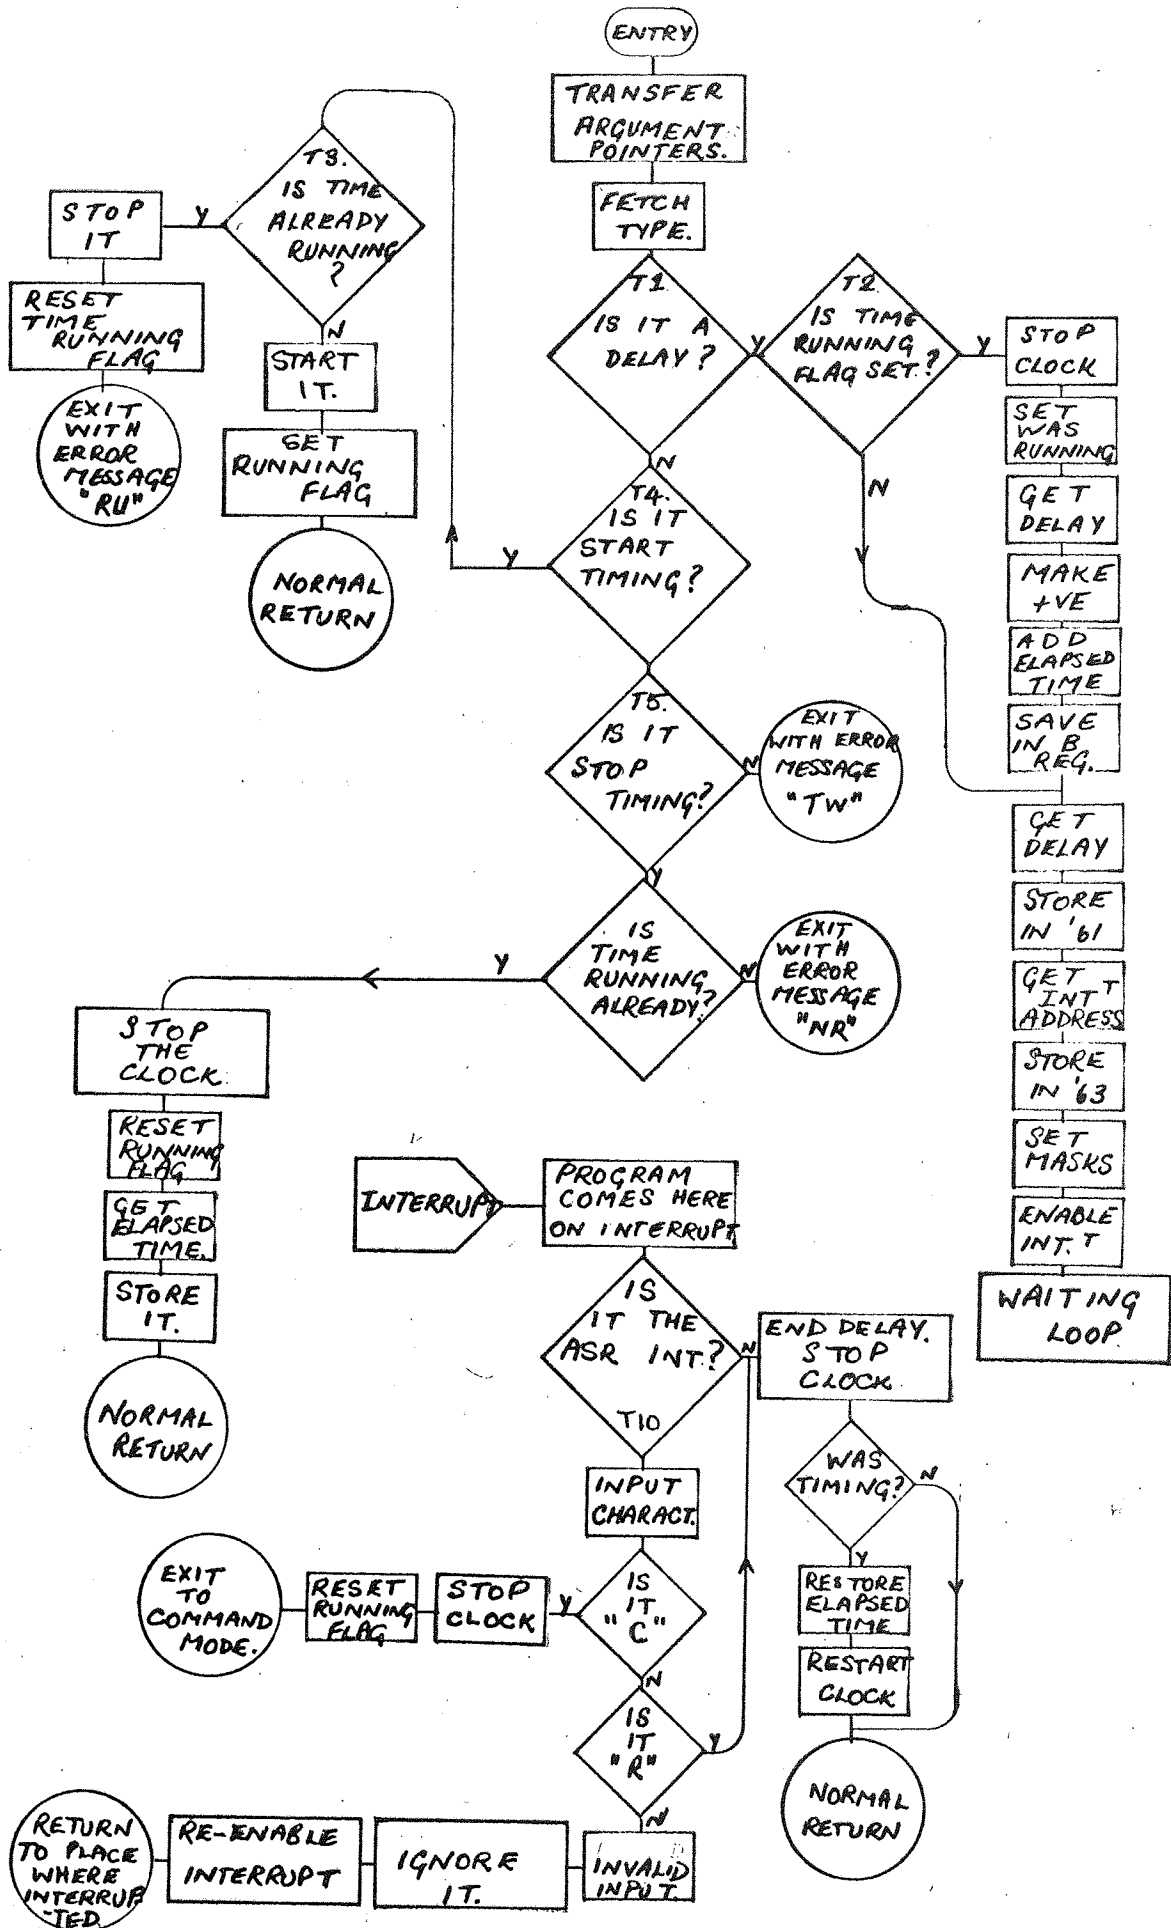 ENTRY
TRANSFER
ARGUMENT
POINTERS.
FETCH
TYPE.
T1.
IS IT A
DELAY?
Y
N
T2.
IS TIME
RUNNING
FLAG SET?
Y
N
STOP
CLOCK
SET
WAS
RUNNING
GET
DELAY
MAKE
+VE
ADD
ELAPSED
TIME
SAVE
IN B
REG.
GET
DELAY
STORE
IN '61
GET
INT T
ADDRESS
STORE
IN '63
SET
MASKS
ENABLE
INT. T
WAITING
LOOP.
T3.
IS TIME
ALREADY
RUNNING
?
Y
N
STOP
IT
RESET
TIME
RUNNING
FLAG
EXIT
WITH
ERROR
MESSAGE
"RU"
START
IT.
SET
RUNNING
FLAG
NORMAL
RETURN
T4.
IS IT
START
TIMING?
Y
T5.
IS IT
STOP
TIMING?
N
Y
EXIT
WITH ERROR
MESSAGE
"TW"
IS
TIME
RUNNING
ALREADY?
N
Y
EXIT
WITH
ERROR
MESSAGE
"NR"
STOP
THE
CLOCK.
RESET
RUNNING
FLAG
GET
ELAPSED
TIME.
STORE
IT.
NORMAL
RETURN
INTERRUPT
PROGRAM
COMES HERE
ON INTERRUPT
IS
IT THE
ASR INT?
T10
N
END DELAY.
STOP
CLOCK
WAS
TIMING?
N
Y
RESTORE
ELAPSED
TIME
RESTART
CLOCK
NORMAL
RETURN
INPUT
CHARACT.
IS
IT
"C"
Y
N
STOP
CLOCK
RESET
RUNNING
FLAG
EXIT
TO
COMMAND
MODE.
IS
IT
"R"
Y
N
INVALID
INPUT.
IGNORE
IT.
RE-ENABLE
INTERRUPT
RETURN
TO PLACE
WHERE
INTERRUP
-TED.